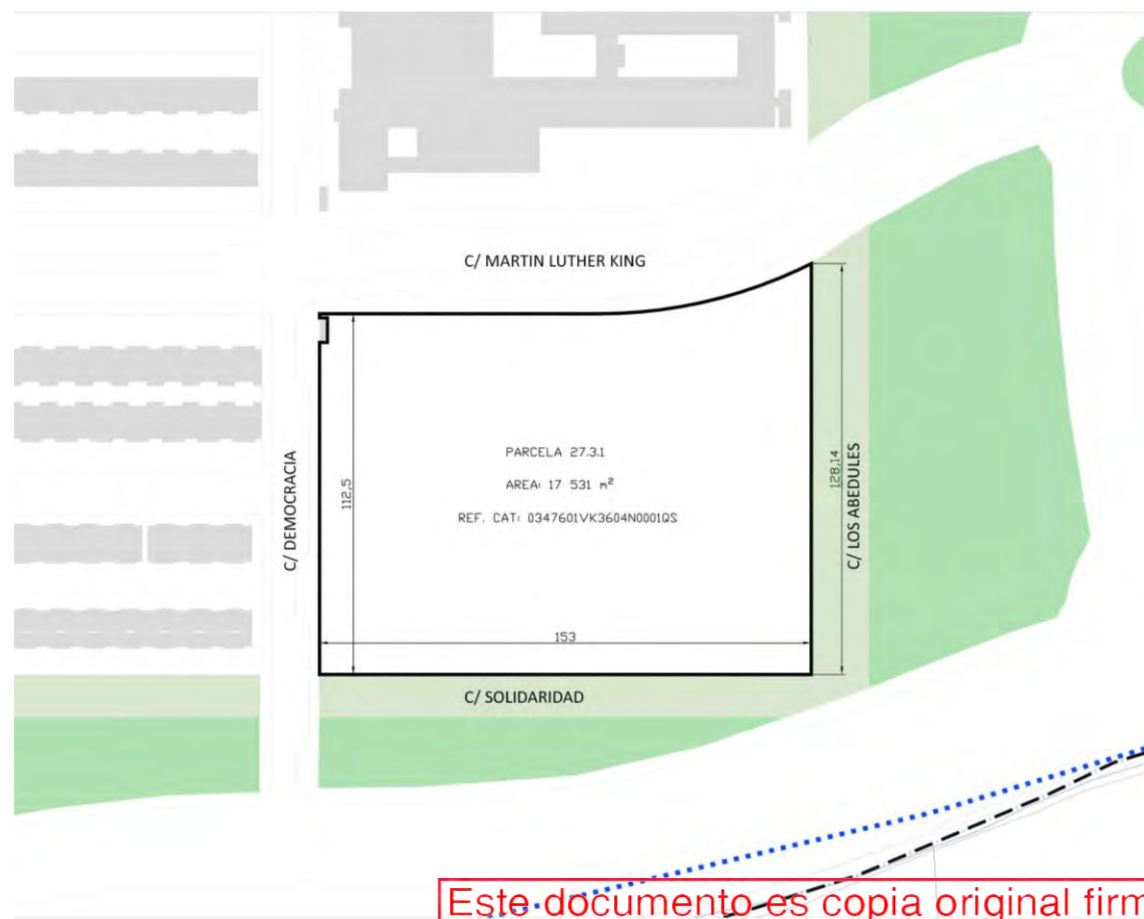 C/ MARTIN LUTHER KING
PARCELA 27.3.1
AREA: 17 531 m²
REF. CAT: 0347601VK3604N0001QS
C/ DEMOCRACIA
112,5
128,14
C/ LOS ABEDULES
153
C/ SOLIDARIDAD
Este documento es copia original firm